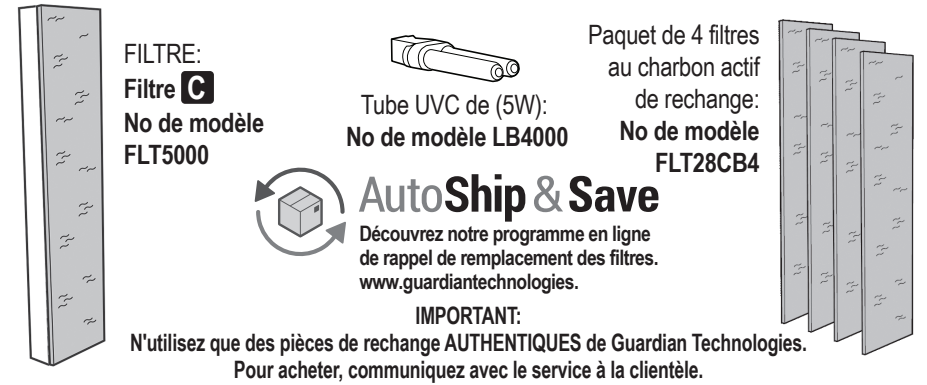 FILTRE:
Filtre C
No de modèle
FLT5000
Tube UVC de (5W):
No de modèle LB4000
Paquet de 4 filtres
au charbon actif
de rechange:
No de modèle
FLT28CB4
AutoShip & Save
Découvrez notre programme en ligne
de rappel de remplacement des filtres.
www.guardiantechnologies.
IMPORTANT:
N'utilisez que des pièces de rechange AUTHENTIQUES de Guardian Technologies.
Pour acheter, communiquez avec le service à la clientèle.